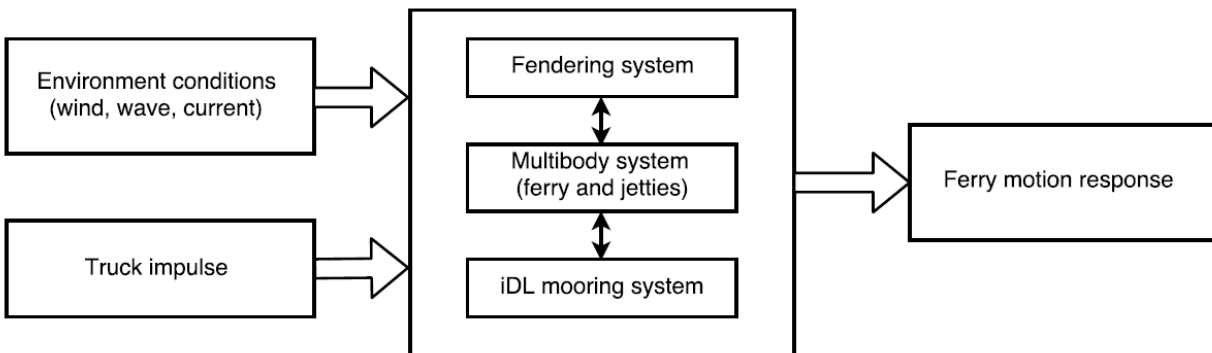 Environment conditions
(wind, wave, current)
Truck impulse
Fendering system
Multibody system
(ferry and jetties)
iDL mooring system
Ferry motion response